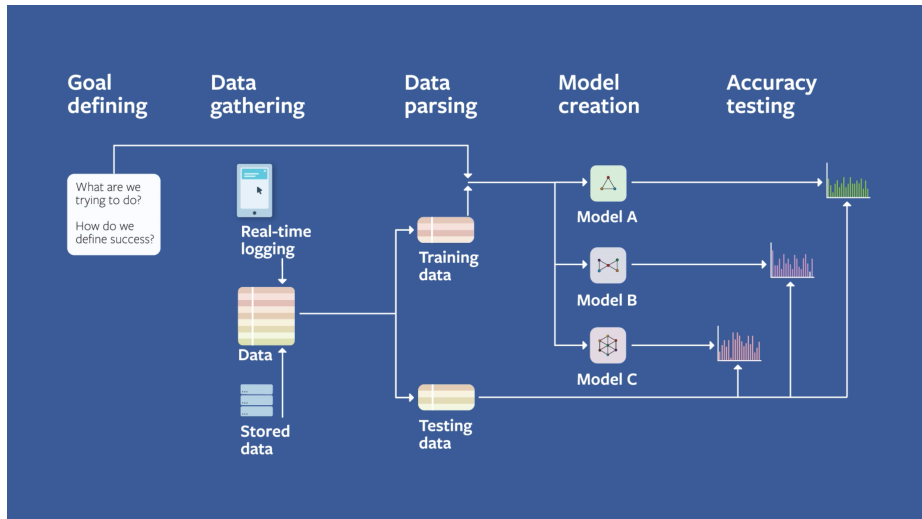 Goal
defining
Data
gathering
Data
parsing
Model
creation
Accuracy
testing
What are we
trying to do?
How do we
define success?
Real-time
logging
Data
Stored
data
Training
data
Testing
data
Model A
Model B
Model C